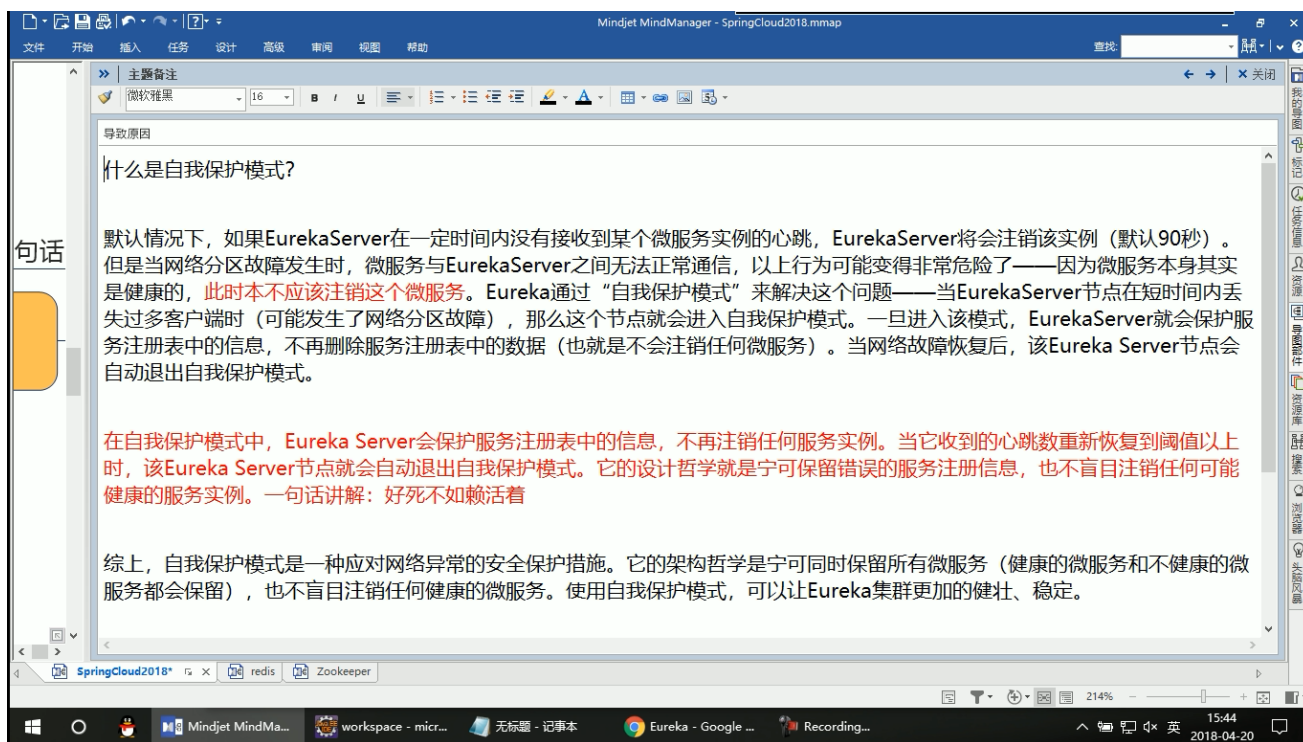 Mindjet MindManager - SpringCloud2018.mmap
文件 开始 插入 任务 设计 高级 审阅 视图 帮助 查找:
主题备注 关闭
微软雅黑 16 B I U
导致原因
什么是自我保护模式?
默认情况下，如果EurekaServer在一定时间内没有接收到某个微服务实例的心跳，EurekaServer将会注销该实例（默认90秒）。
但是当网络分区故障发生时，微服务与EurekaServer之间无法正常通信，以上行为可能变得非常危险了——因为微服务本身其实
是健康的，此时本不应该注销这个微服务。Eureka通过“自我保护模式”来解决这个问题——当EurekaServer节点在短时间内丢
失过多客户端时（可能发生了网络分区故障），那么这个节点就会进入自我保护模式。一旦进入该模式，EurekaServer就会保护服
务注册表中的信息，不再删除服务注册表中的数据（也就是不会注销任何微服务）。当网络故障恢复后，该Eureka Server节点会
自动退出自我保护模式。
在自我保护模式中，Eureka Server会保护服务注册表中的信息，不再注销任何服务实例。当它收到的心跳数重新恢复到阈值以上
时，该Eureka Server节点就会自动退出自我保护模式。它的设计哲学就是宁可保留错误的服务注册信息，也不盲目注销任何可能
健康的服务实例。一句话讲解：好死不如赖活着
综上，自我保护模式是一种应对网络异常的安全保护措施。它的架构哲学是宁可同时保留所有微服务（健康的微服务和不健康的微
服务都会保留），也不盲目注销任何健康的微服务。使用自我保护模式，可以让Eureka集群更加的健壮、稳定。
句话
我的导图
标记
任务信息
资源
导图部件
资源库
搜索
浏览器
头脑风暴
SpringCloud2018* redis Zookeeper
214%
Mindjet MindMa... workspace - micr... 无标题 - 记事本 Eureka - Google ... Recording... 英 15:44
2018-04-20